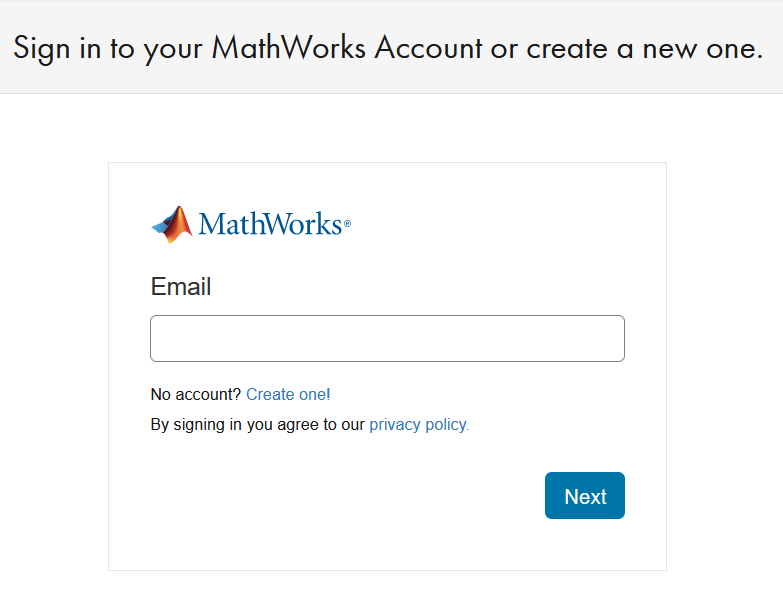 Sign in to your MathWorks Account or create a new one.
MathWorks®
Email
No account? Create one!
By signing in you agree to our privacy policy.
Next